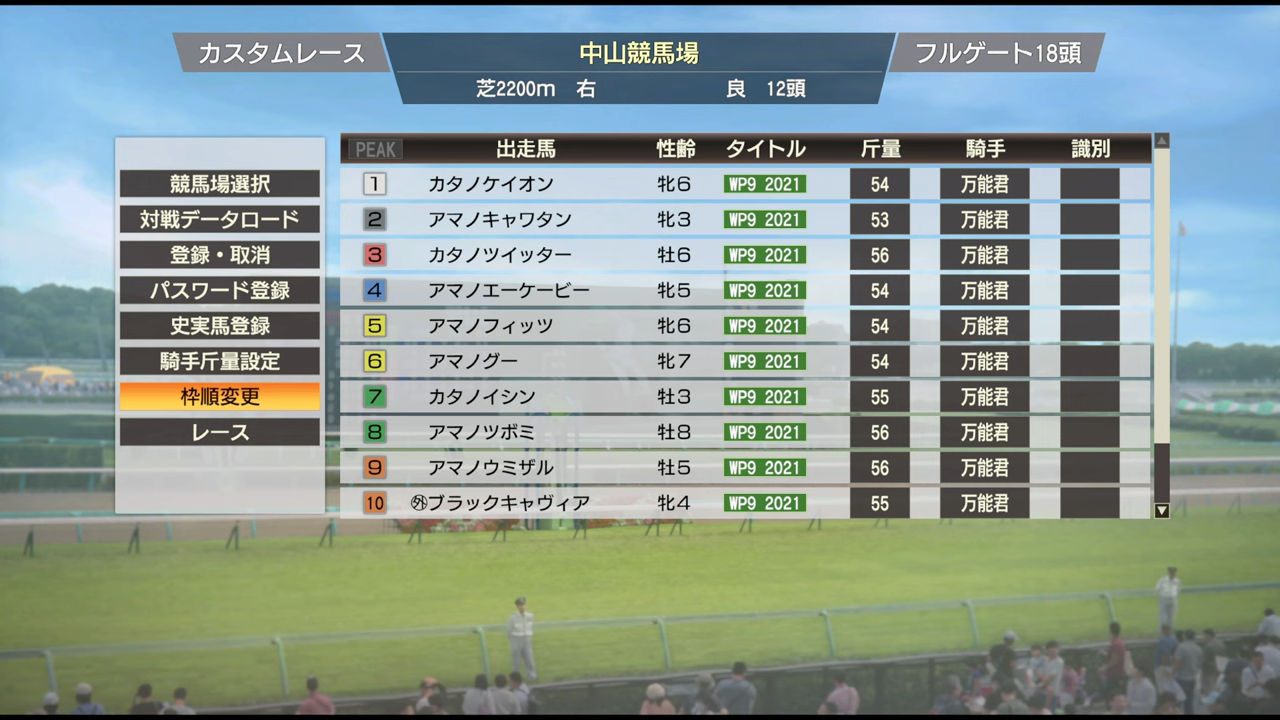 カスタムレース 中山競馬場 フルゲート18頭
芝2200m 右 良 12頭
PEAK 出走馬 性齢 タイトル 斤量 騎手 識別
競馬場選択
対戦データロード
登録・取消
パスワード登録
史実馬登録
騎手斤量設定
枠順変更
レース
1 カタノケイオン 牝6 WP9 2021 54 万能君
2 アマノキャワタン 牝3 WP9 2021 53 万能君
3 カタノツイッター 牡6 WP9 2021 56 万能君
4 アマノエーケービー 牝5 WP9 2021 54 万能君
5 アマノフィッツ 牝6 WP9 2021 54 万能君
6 アマノグー 牝7 WP9 2021 54 万能君
7 カタノイシン 牡3 WP9 2021 55 万能君
8 アマノツボミ 牡8 WP9 2021 56 万能君
9 アマノウミザル 牡5 WP9 2021 56 万能君
10 外ブラックキャヴィア 牝4 WP9 2021 55 万能君